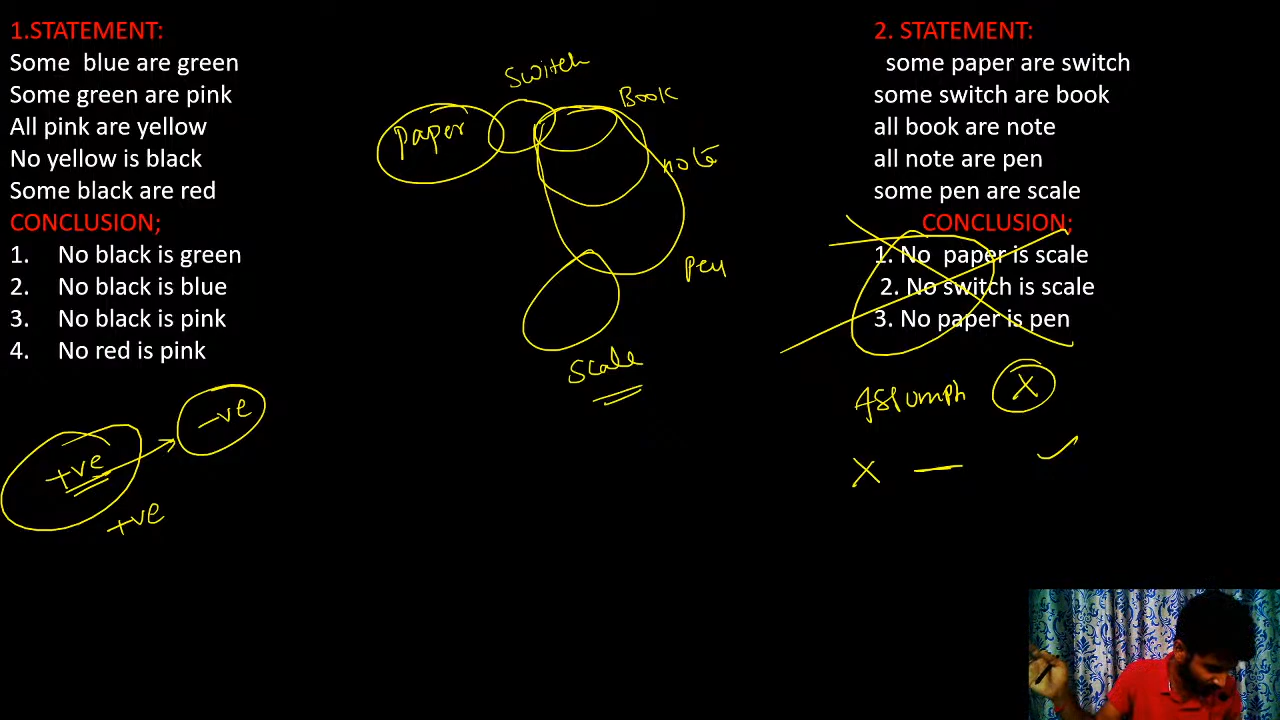 1.STATEMENT:
Some blue are green
Some green are pink
All pink are yellow
No yellow is black
Some black are red
CONCLUSION;
1. No black is green
2. No black is blue
3. No black is pink
4. No red is pink
+ve
-ve
+ve
Switch
Book
paper
note
pen
scale
2. STATEMENT:
some paper are switch
some switch are book
all book are note
all note are pen
some pen are scale
CONCLUSION;
1. No paper is scale
2. No switch is scale
3. No paper is pen
X
X —